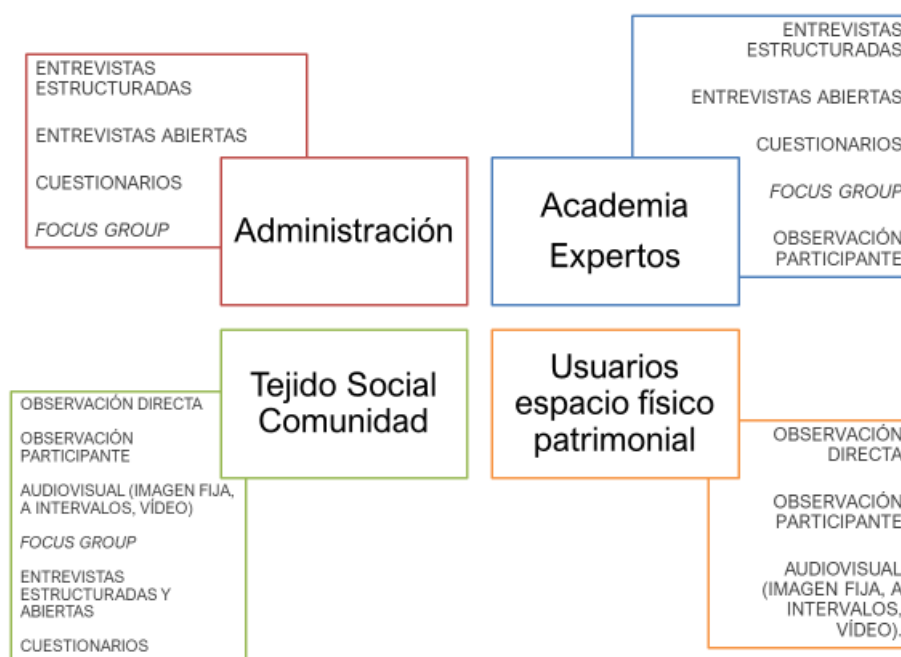 ENTREVISTAS
ESTRUCTURADAS
ENTREVISTAS ABIERTAS
CUESTIONARIOS
FOCUS GROUP
Administración
ENTREVISTAS
ESTRUCTURADAS
ENTREVISTAS ABIERTAS
CUESTIONARIOS
FOCUS GROUP
OBSERVACIÓN
PARTICIPANTE
Academia
Expertos
Tejido Social
Comunidad
OBSERVACIÓN DIRECTA
OBSERVACIÓN
PARTICIPANTE
AUDIOVISUAL (IMAGEN FIJA,
A INTERVALOS, VÍDEO)
FOCUS GROUP
ENTREVISTAS
ESTRUCTURADAS Y
ABIERTAS
CUESTIONARIOS
Usuarios
espacio físico
patrimonial
OBSERVACIÓN
DIRECTA
OBSERVACIÓN
PARTICIPANTE
AUDIOVISUAL
(IMAGEN FIJA, A
INTERVALOS,
VÍDEO).